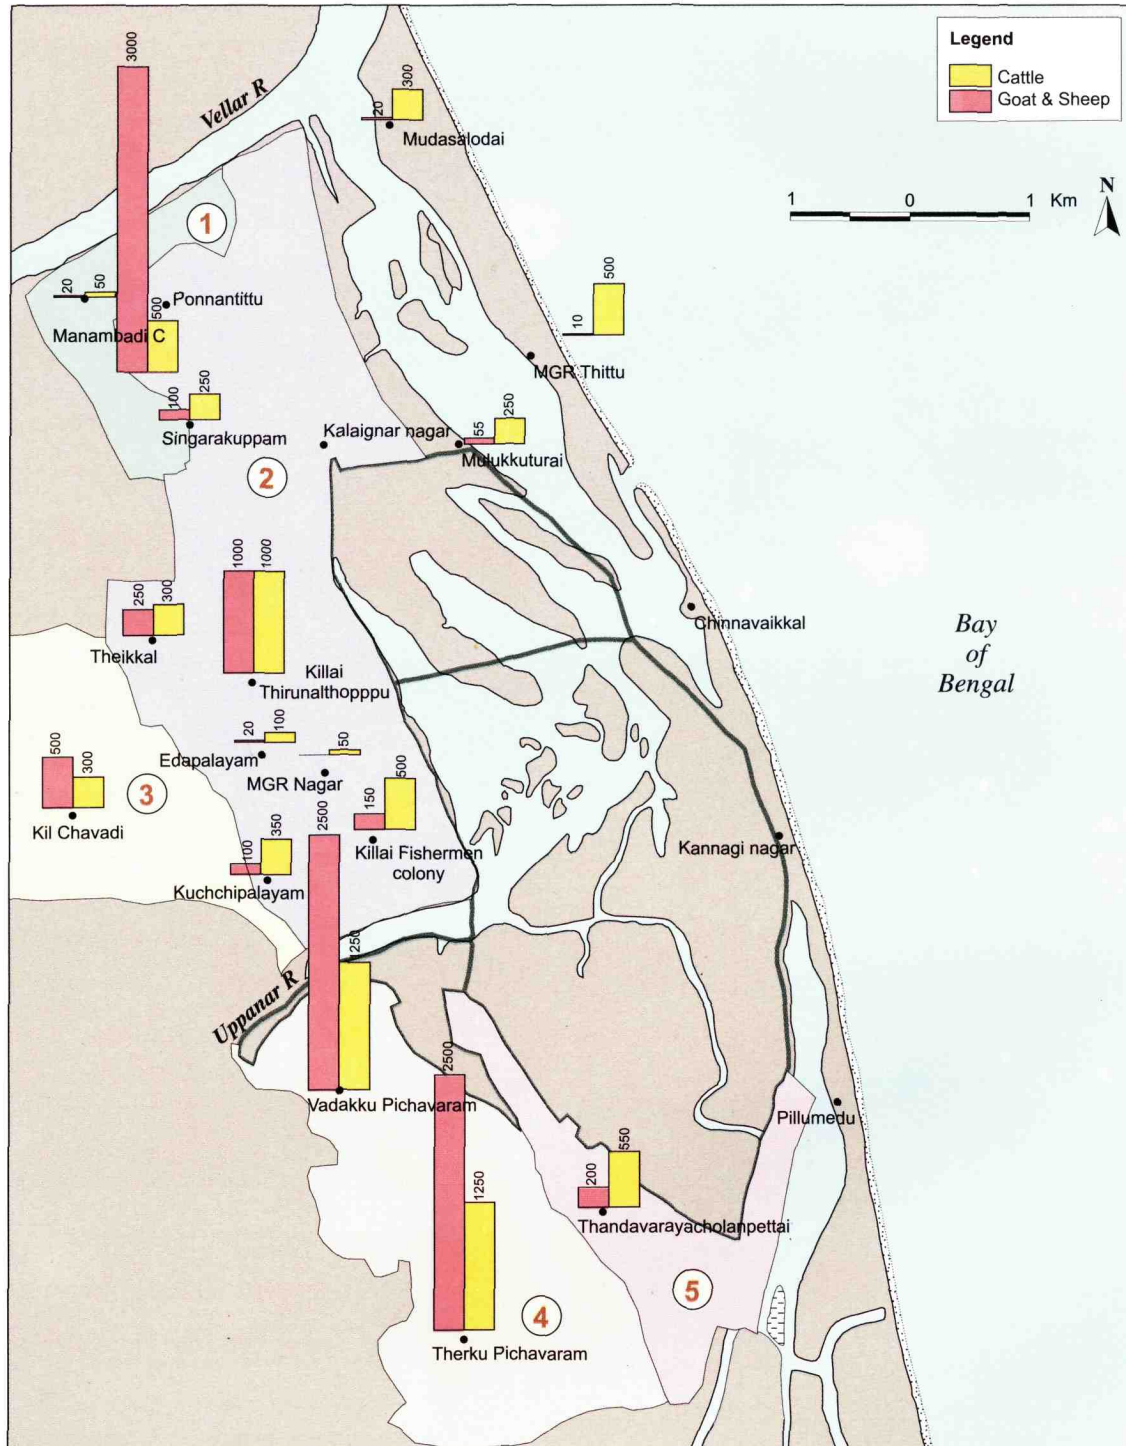 Legend
Cattle
Goat & Sheep
3000
Vellar R
20
300
Mudasalodai
1 0 1 Km
N
1
20
50
Ponnantittu
Manambadi C
500
10
500
MGR Thittu
100
250
Singarakuppam
Kalaignar nagar
55
250
Mulukkuturai
2
1000
1000
250
300
Theikkal
Killai
Thirunalthopppu
Chinnavaikkal
Bay
of
Bengal
20
100
Edapalayam
50
MGR Nagar
500
300
3
Kil Chavadi
150
500
Killai Fishermen
colony
2500
100
350
Kuchchipalayam
Kannagi nagar
1250
Uppanar R
Vadakku Pichavaram
2500
1250
Pillumedu
200
550
Thandavarayacholanpettai
5
4
Therku Pichavaram